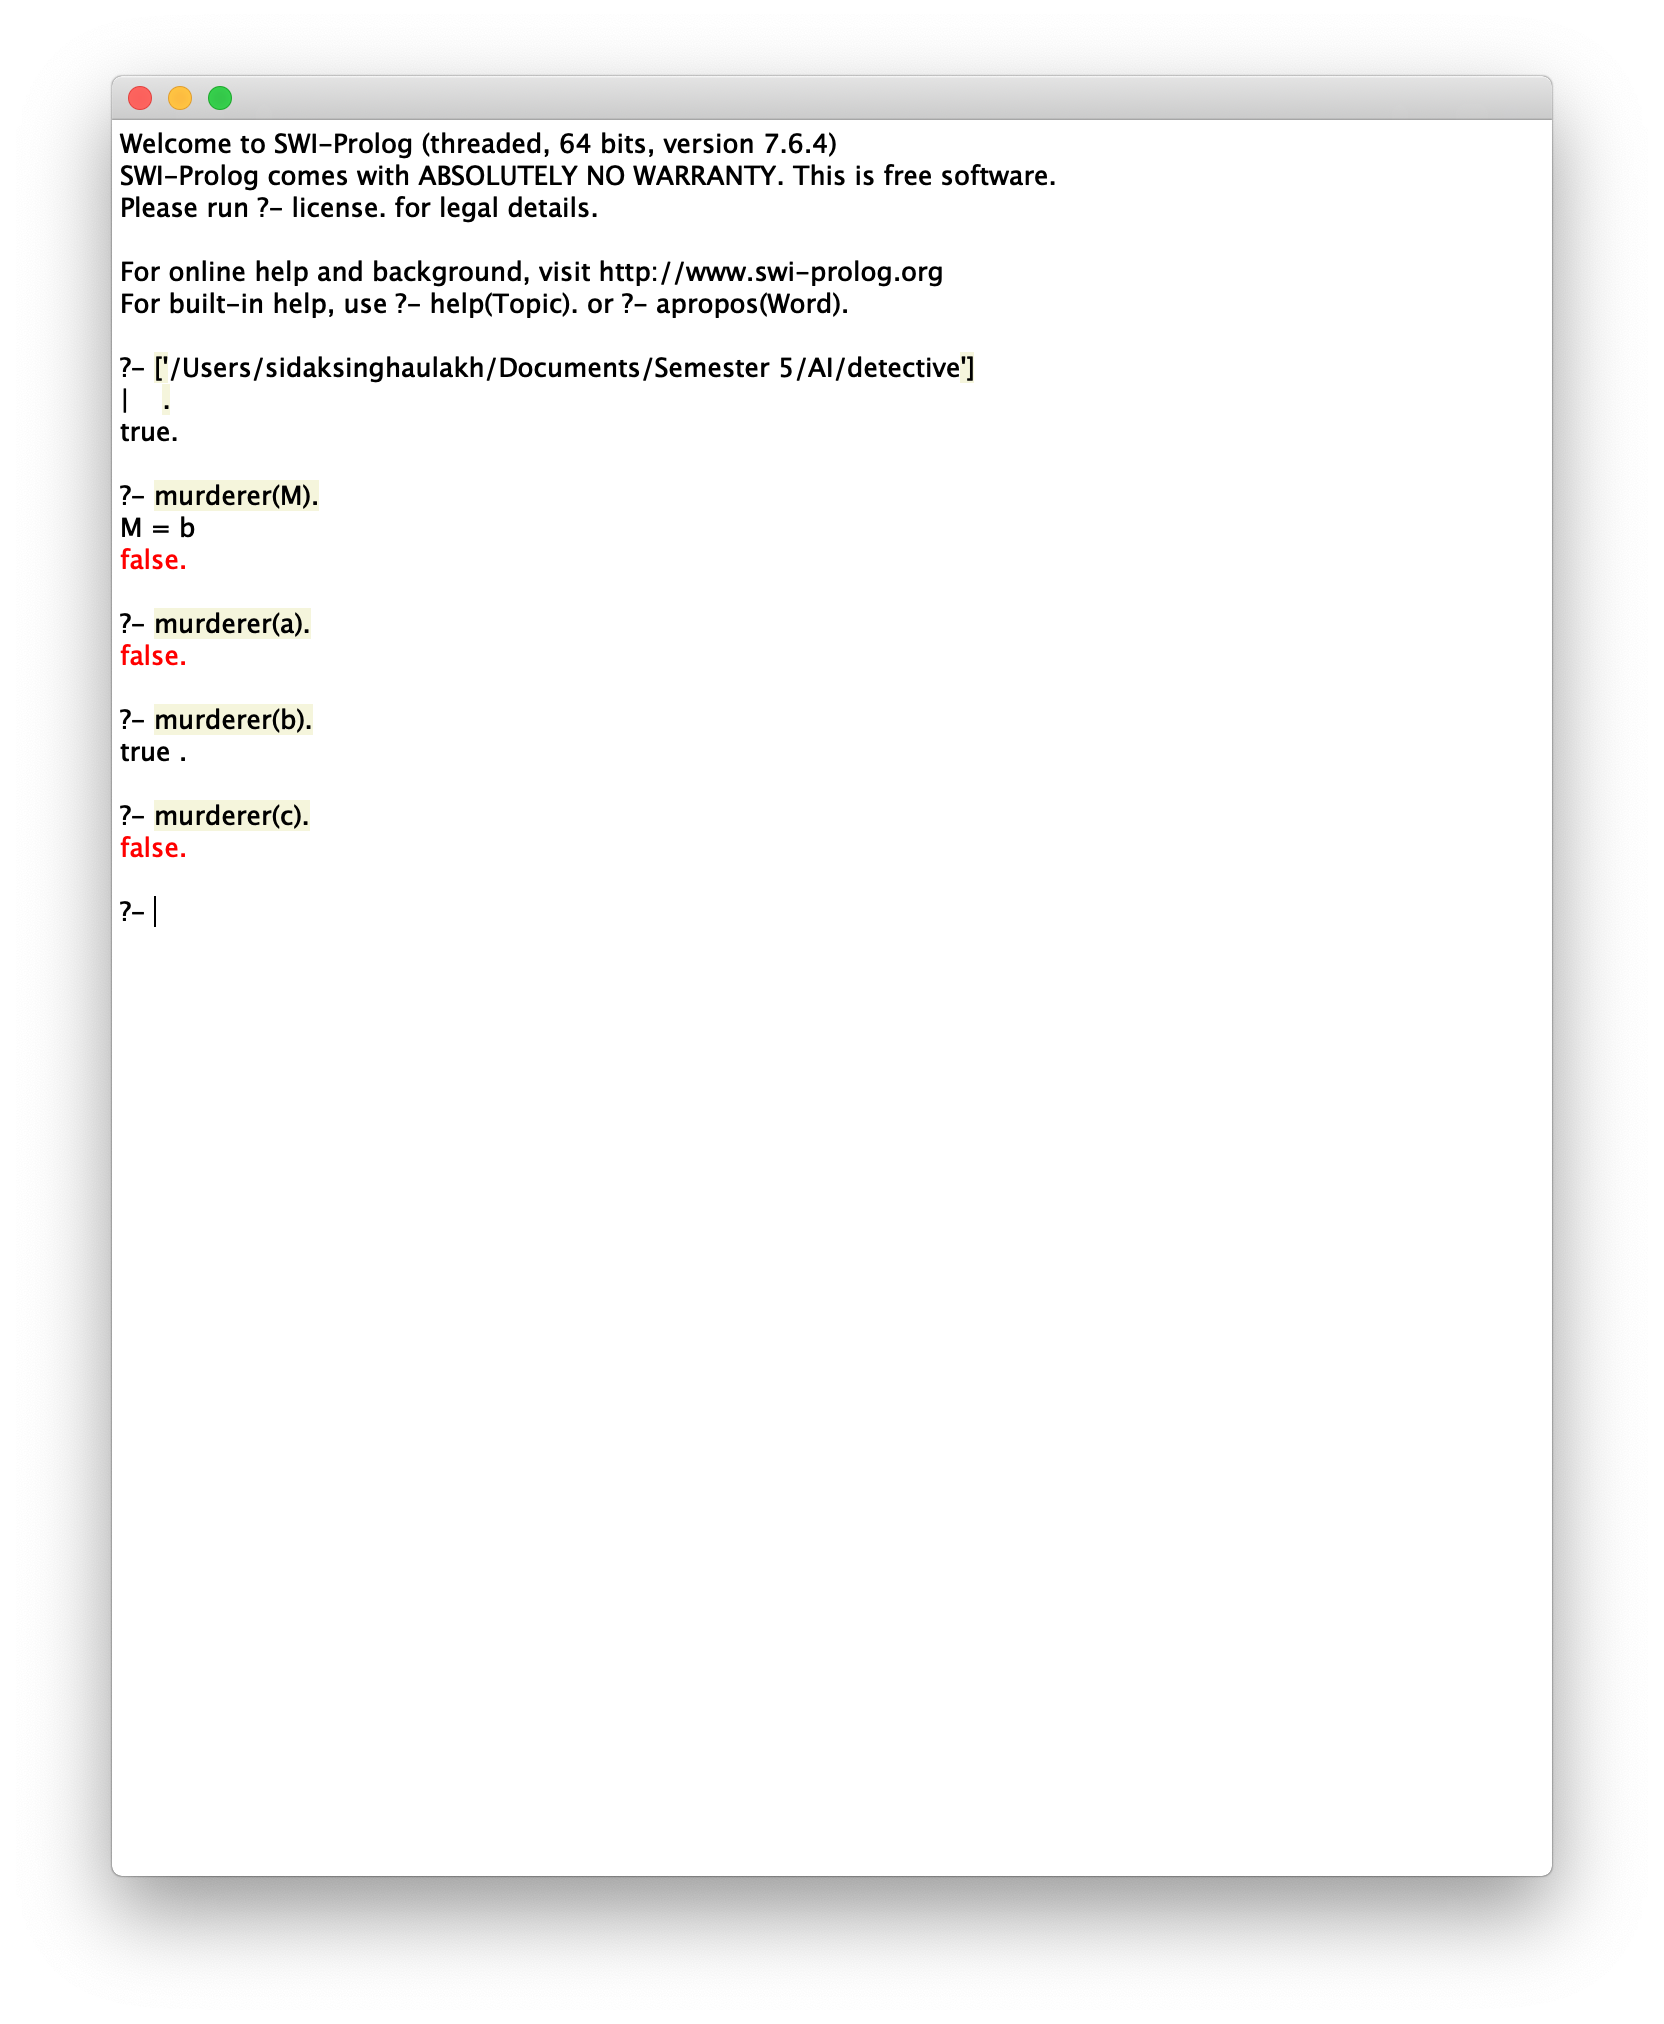 Welcome to SWI-Prolog (threaded, 64 bits, version 7.6.4)
SWI-Prolog comes with ABSOLUTELY NO WARRANTY. This is free software.
Please run ?- license. for legal details.
For online help and background, visit http://www.swi-prolog.org
For built-in help, use ?- help(Topic). or ?- apropos(Word).
?- ['/Users/sidaksinghaulakh/Documents/Semester 5/AI/detective']
|    .
true.
?- murderer(M).
M = b
false.
?- murderer(a).
false.
?- murderer(b).
true .
?- murderer(c).
false.
?-